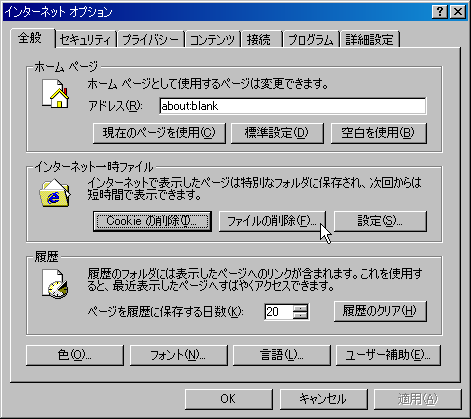 インターネット オプション
全般 セキュリティ プライバシー コンテンツ 接続 プログラム 詳細設定
ホーム ページ
ホーム ページとして使用するページは変更できます。
アドレス(R): about:blank
現在のページを使用(C) 標準設定(D) 空白を使用(B)
インターネット一時ファイル
インターネットで表示したページは特別なフォルダに保存され、次回からは
短時間で表示できます。
Cookie の削除(I)... ファイルの削除(F)... 設定(S)...
履歴
履歴のフォルダには表示したページへのリンクが含まれます。これを使用す
ると、最近表示したページへすばやくアクセスできます。
ページを履歴に保存する日数(K): 20 履歴のクリア(H)
色(O)... フォント(N)... 言語(L)... ユーザー補助(E)...
OK キャンセル 適用(A)